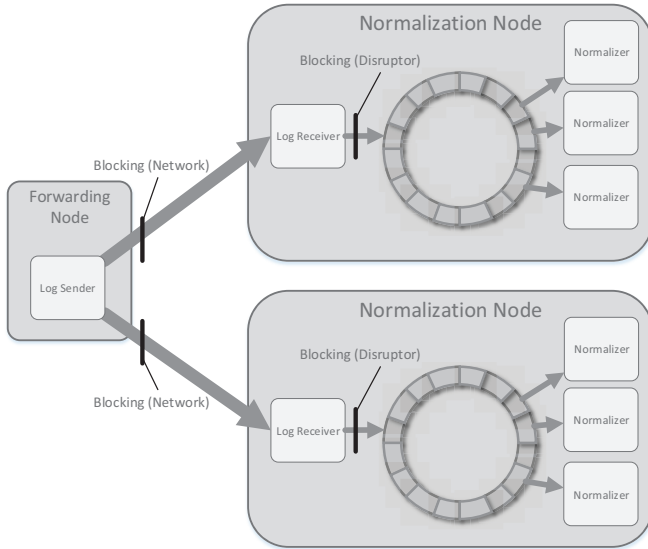 Normalization Node
Blocking (Disruptor)
Log Receiver
Normalizer
Normalizer
Normalizer
Blocking (Network)
Forwarding
Node
Log Sender
Blocking (Network)
Normalization Node
Blocking (Disruptor)
Log Receiver
Normalizer
Normalizer
Normalizer